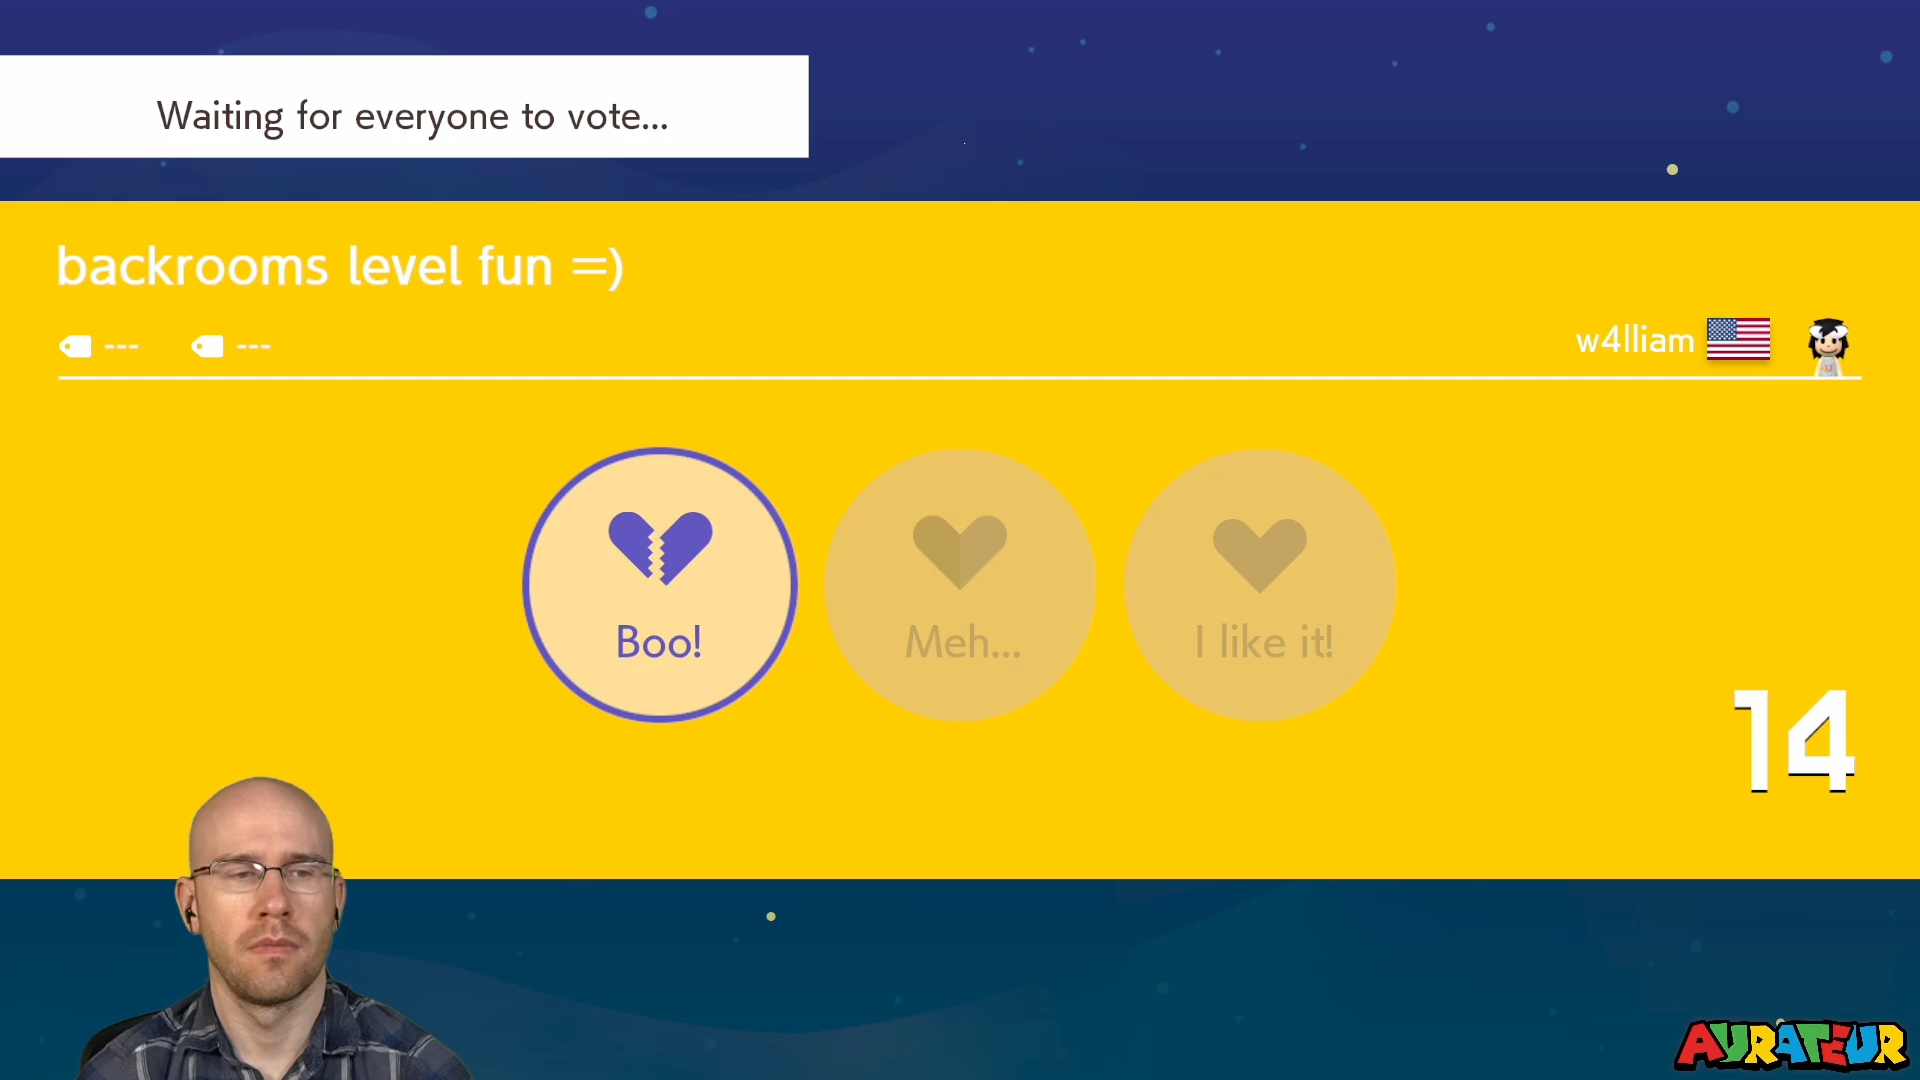 Waiting for everyone to vote...
backrooms level fun =)
--- ---
w4lliam
Boo!
Meh...
I like it!
14
AURATEUR